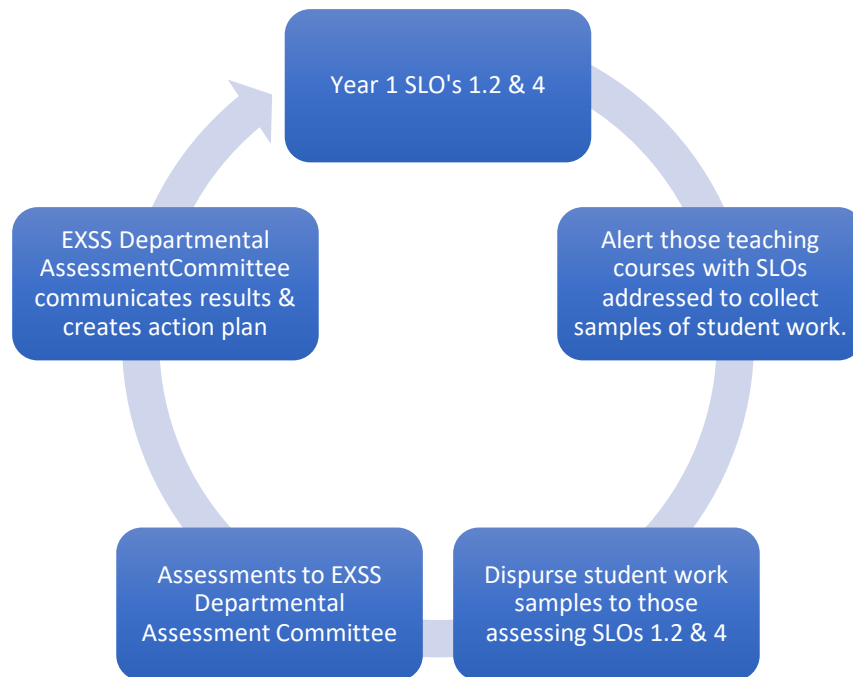 Year 1 SLO's 1.2 & 4
Alert those teaching
courses with SLOs
addressed to collect
samples of student work.
Dispurse student work
samples to those
assessing SLOs 1.2 & 4
Assessments to EXSS
Departmental
Assessment Committee
EXSS Departmental
AssessmentCommittee
communicates results &
creates action plan